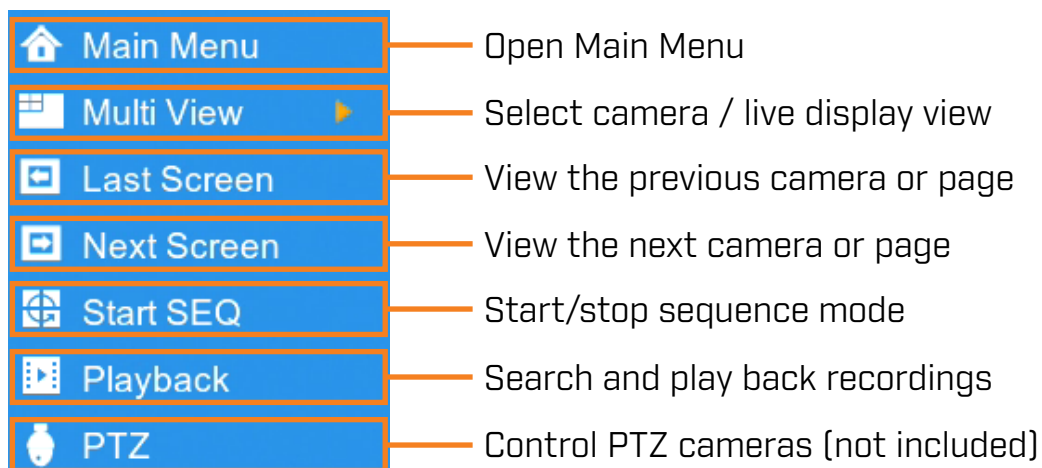 Main Menu Open Main Menu
Multi View Select camera / live display view
Last Screen View the previous camera or page
Next Screen View the next camera or page
Start SEQ Start/stop sequence mode
Playback Search and play back recordings
PTZ Control PTZ cameras (not included)